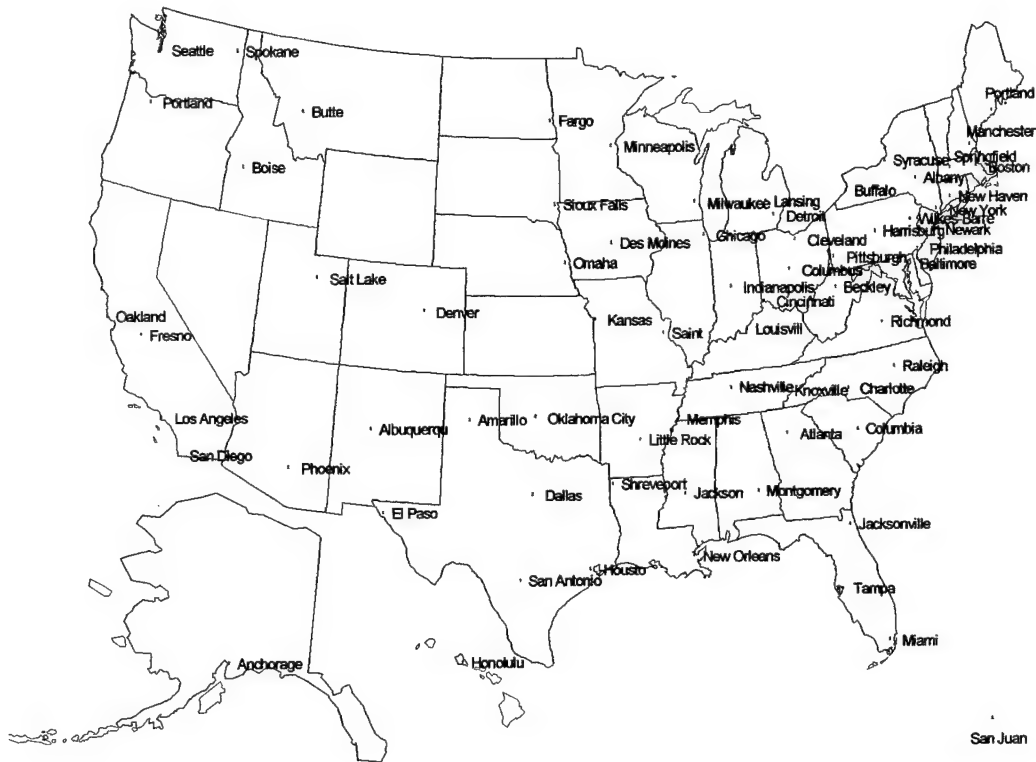 Seattle
Spokane
Portland
Portland
Butte
Fargo
Manchester
Minneapolis
Syracuse
Springfield
Boise
Boston
Albany
Buffalo
New Haven
Sioux Falls
Milwaukee
Lansing
New York
Detroit
Wilkes-Barre
Harrisburg
Newark
Des Moines
Chicago
Cleveland
Philadelphia
Pittsburgh
Omaha
Baltimore
Columbus
Salt Lake
Indianapolis
Beckley
Cincinnati
Denver
Oakland
Kansas
Richmond
Fresno
Saint
Louisvill
Raleigh
Nashville
Knoxville
Charlotte
Los Angeles
Amarillo
Oklahoma City
Memphis
Albuquerqu
Little Rock
Atlanta
Columbia
San Diego
Phoenix
Shreveport
Dallas
Jackson
Montgomery
El Paso
Jacksonville
New Orleans
Housto
San Antonio
Tampa
Miami
Anchorage
Honolulu
San Juan